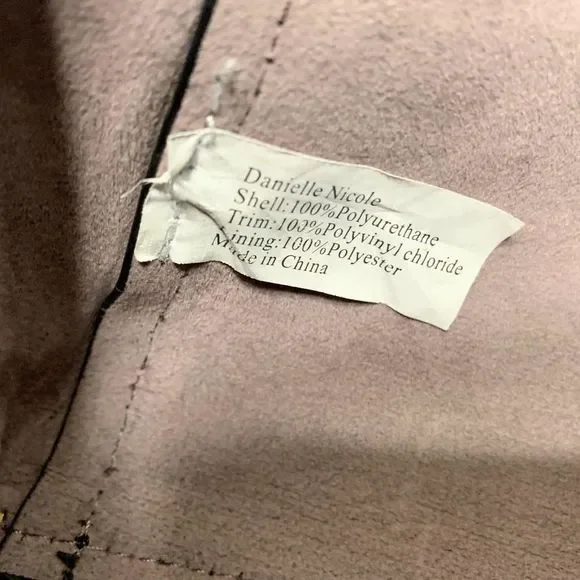 Danielle Nicole
Shell:100%Polyurethane
Trim:100%Polyvinyl chloride
Lining:100%Polyester
Made in China